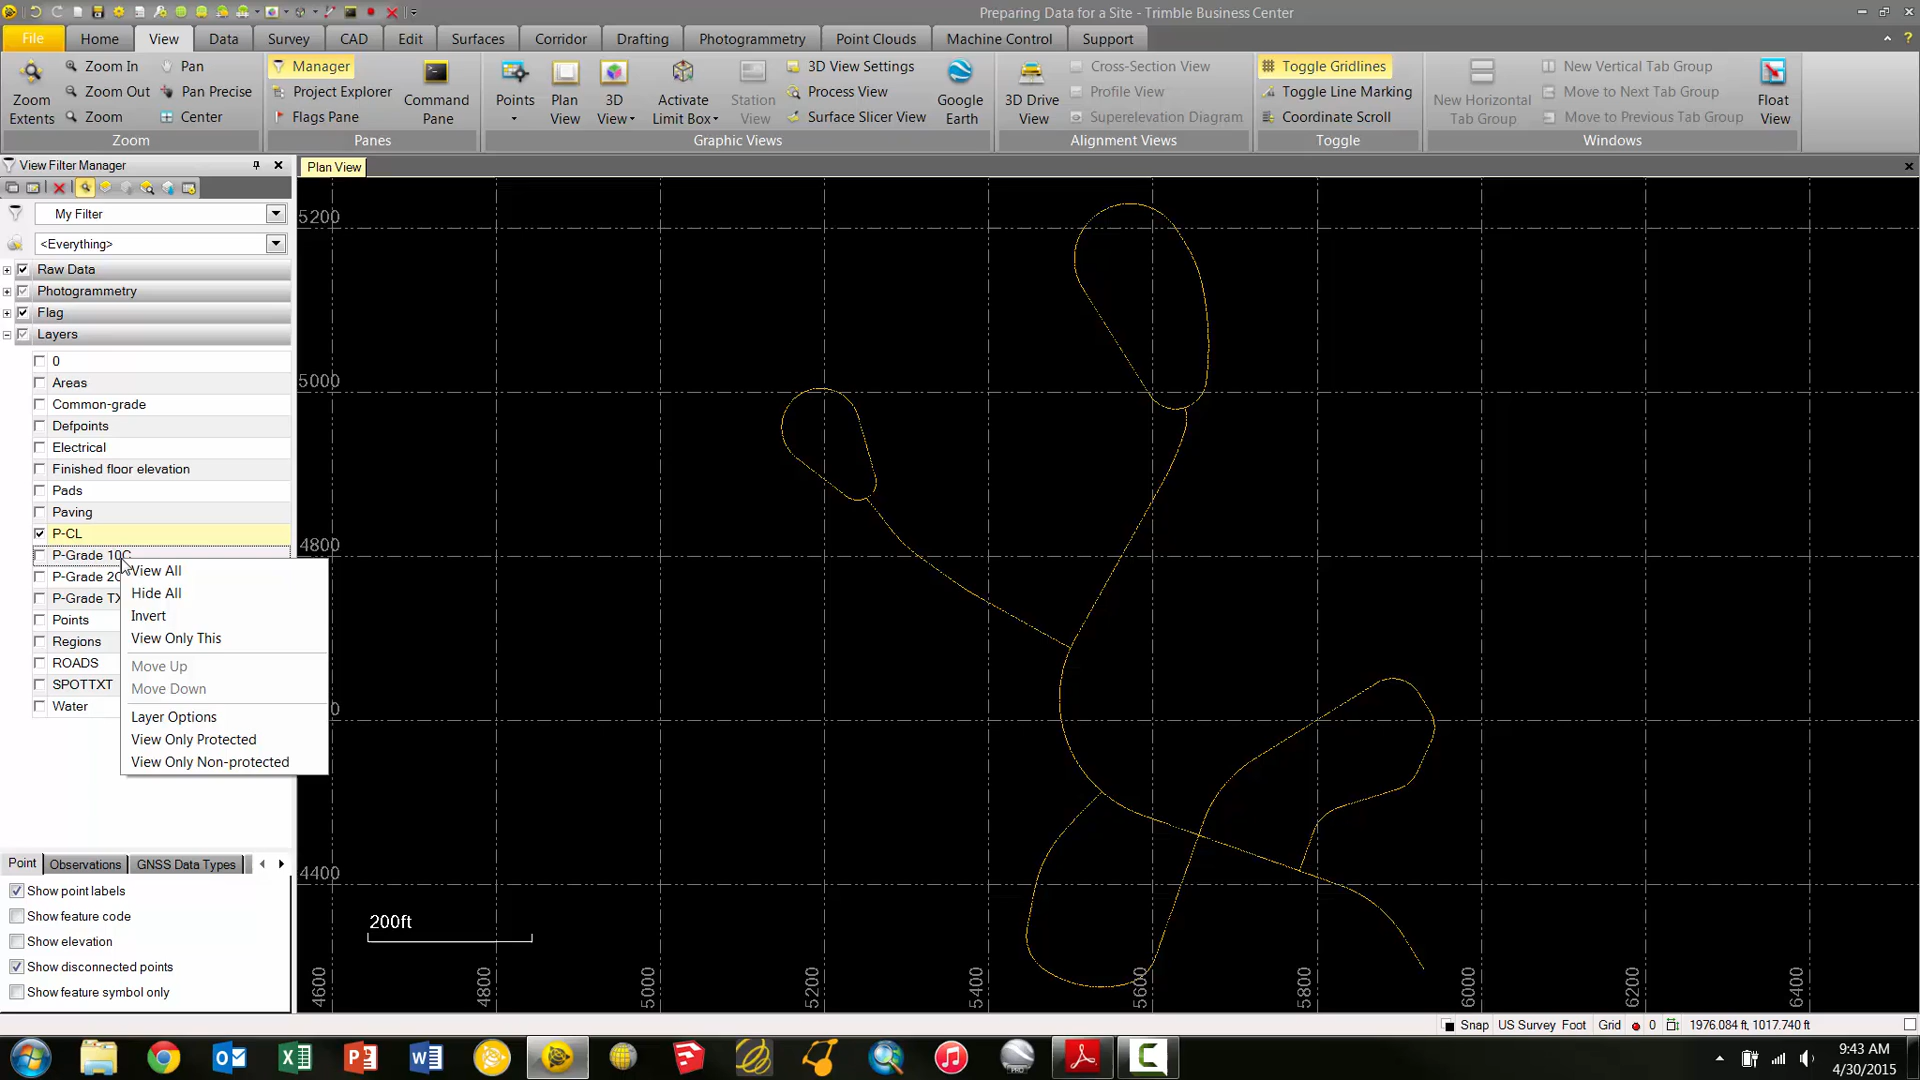 Preparing Data for a Site - Trimble Business Center
File Home View Data Survey CAD Edit Surfaces Corridor Drafting Photogrammetry Point Clouds Machine Control Support
Zoom Extents
Zoom In
Zoom Out
Zoom
Pan
Pan Precise
Center
Zoom
Manager
Project Explorer
Flags Pane
Command Pane
Panes
Points
Plan View
3D View
Activate Limit Box
Station View
3D View Settings
Process View
Surface Slicer View
Google Earth
Graphic Views
3D Drive View
Cross-Section View
Profile View
Superelevation Diagram
Alignment Views
Toggle Gridlines
Toggle Line Marking
Coordinate Scroll
Toggle
New Horizontal Tab Group
New Vertical Tab Group
Move to Next Tab Group
Move to Previous Tab Group
Float View
Windows
View Filter Manager
Plan View
My Filter
<Everything>
Raw Data
Photogrammetry
Flag
Layers
0
Areas
Common-grade
Defpoints
Electrical
Finished floor elevation
Pads
Paving
P-CL
P-Grade 10C
P-Grade 2C
P-Grade TX
Points
Regions
ROADS
SPOTTXT
Water
View All
Hide All
Invert
View Only This
Move Up
Move Down
Layer Options
View Only Protected
View Only Non-protected
Point Observations GNSS Data Types
Show point labels
Show feature code
Show elevation
Show disconnected points
Show feature symbol only
5200
5000
4800
4400
200ft
4600 4800 5000 5200 5400 5600 5800 6000 6200 6400
Snap US Survey Foot Grid 0 1976.084 ft, 1017.740 ft
PRO
9:43 AM
4/30/2015